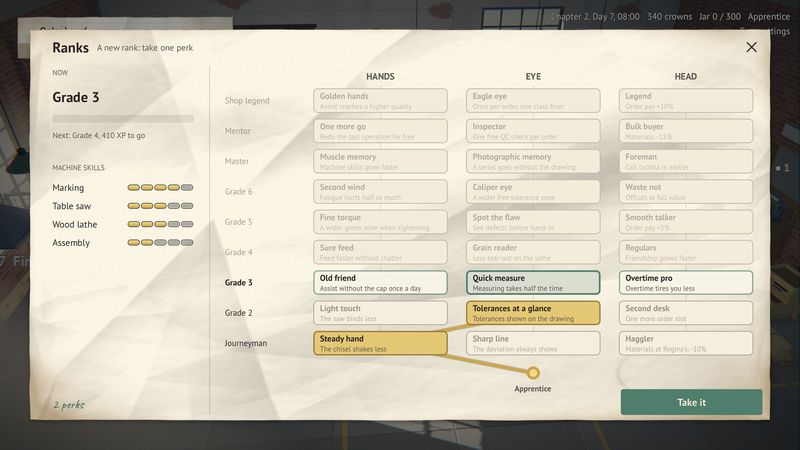 Chapter 2. Day 7, 08:00 340 crowns Jar 0 / 300 Apprentice
Ranks A new rank: take one perk
NOW
Grade 3
Next: Grade 4, 410 XP to go
MACHINE SKILLS
Marking
Table saw
Wood lathe
Assembly
2 perks
HANDS EYE HEAD
Shop legend
Golden hands
Assist reaches a higher quality
Eagle eye
Once per order, one class finer
Legend
Order pay +10%
Mentor
One more go
Redo the last operation for free
Inspector
One free QC check per order
Bulk buyer
Materials: -15%
Master
Muscle memory
Machine skills grow faster
Photographic memory
A series goes without the drawing
Foreman
Call Lyokha in earlier
Grade 6
Second wind
Fatigue hurts half as much
Caliper eye
A wider free tolerance zone
Waste not
Offcuts at full value
Grade 5
Fine torque
A wider green zone when tightening
Spot the flaw
See defects before hand-in
Smooth talker
Order pay +5%
Grade 4
Sure feed
Feed faster without chatter
Grain reader
Less tear-out on the lathe
Regulars
Friendship grows faster
Grade 3
Old friend
Assist without the cap once a day
Quick measure
Measuring takes half the time
Overtime pro
Overtime tires you less
Grade 2
Light touch
The saw binds less
Tolerances at a glance
Tolerances shown on the drawing
Second desk
One more order slot
Journeyman
Steady hand
The chisel shakes less
Sharp line
The deviation always shows
Haggler
Materials at Regina's: -10%
Apprentice
Take it
1